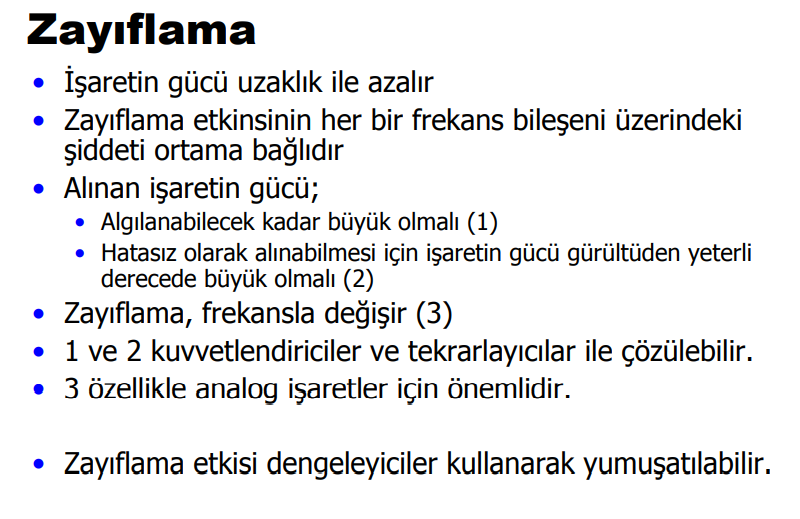 Zayıflama
• İşaretin gücü uzaklık ile azalır
• Zayıflama etkinsinin her bir frekans bileşeni üzerindeki
şiddeti ortama bağlıdır
• Alınan işaretin gücü;
• Algılanabilecek kadar büyük olmalı (1)
• Hatasız olarak alınabilmesi için işaretin gücü gürültüden yeterli
derecede büyük olmalı (2)
• Zayıflama, frekansla değişir (3)
• 1 ve 2 kuvvetlendiriciler ve tekrarlayıcılar ile çözülebilir.
• 3 özellikle analog işaretler için önemlidir.
• Zayıflama etkisi dengeleyiciler kullanarak yumuşatılabilir.